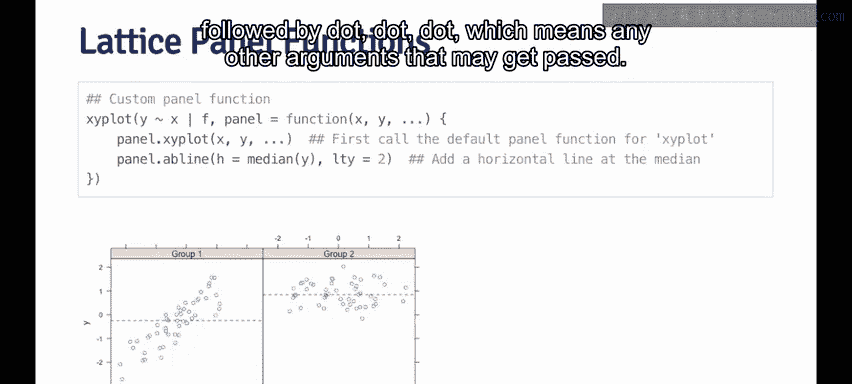 followed by dot, dot, dot, which means any
other arguments that may get passed.
Lattice Panel Functions
## Custom panel function
xyplot(y ~ x | f, panel = function(x, y, ...) {
panel.xyplot(x, y, ...)  ## First call the default panel function for 'xyplot'
panel.abline(h = median(y), lty = 2)  ## Add a horizontal line at the median
})
-2 -1 0 1 2
Group 1 Group 2
2
1
0
y
-1
-2